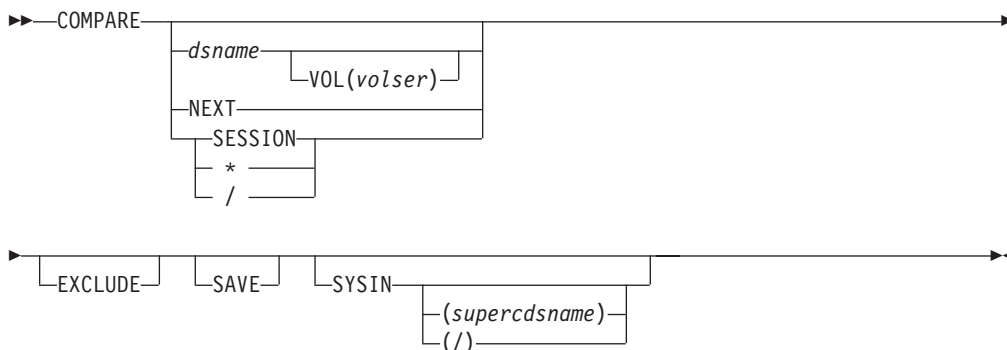 COMPARE
dsname
VOL(volser)
NEXT
SESSION
*
/
EXCLUDE SAVE SYSIN
(supercdsname)
(/)